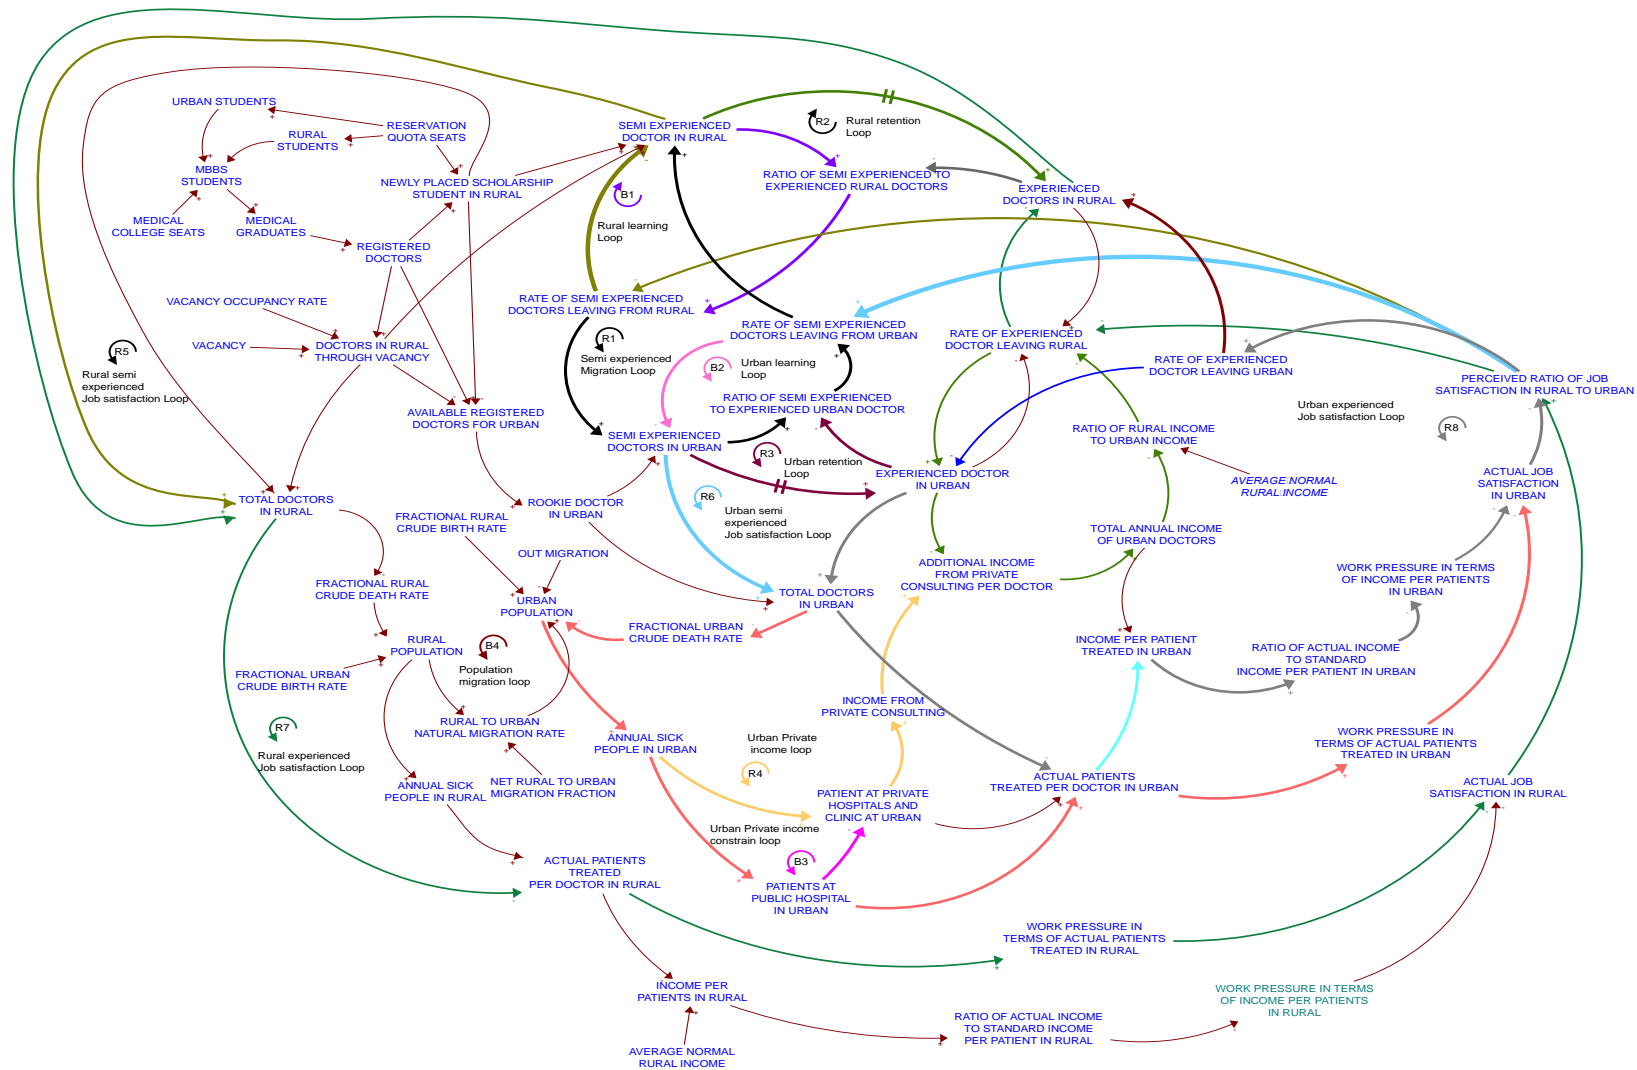 URBAN STUDENTS
RESERVATION
QUOTA SEATS
RURAL
STUDENTS
MBBS
STUDENTS
NEWLY PLACED SCHOLARSHIP
STUDENT IN RURAL
MEDICAL
COLLEGE SEATS
MEDICAL
GRADUATES
REGISTERED
DOCTORS
VACANCY OCCUPANCY RATE
VACANCY
DOCTORS IN RURAL
THROUGH VACANCY
R5
Rural semi
experienced
Job satisfaction Loop
AVAILABLE REGISTERED
DOCTORS FOR URBAN
SEMI EXPERIENCED
DOCTOR IN RURAL
R2
Rural retention
Loop
RATIO OF SEMI EXPERIENCED TO
EXPERIENCED RURAL DOCTORS
EXPERIENCED
DOCTORS IN RURAL
B1
Rural learning
Loop
RATE OF SEMI EXPERIENCED
DOCTORS LEAVING FROM RURAL
R1
Semi experienced
Migration Loop
RATE OF SEMI EXPERIENCED
DOCTORS LEAVING FROM URBAN
B2
Urban learning
Loop
RATIO OF SEMI EXPERIENCED
TO EXPERIENCED URBAN DOCTOR
RATE OF EXPERIENCED
DOCTOR LEAVING RURAL
RATE OF EXPERIENCED
DOCTOR LEAVING URBAN
PERCEIVED RATIO OF JOB
SATISFACTION IN RURAL TO URBAN
Urban experienced
Job satisfaction Loop
R8
SEMI EXPERIENCED
DOCTORS IN URBAN
R3
Urban retention
Loop
RATIO OF RURAL INCOME
TO URBAN INCOME
EXPERIENCED DOCTOR
IN URBAN
AVERAGE NORMAL
RURAL INCOME
ACTUAL JOB
SATISFACTION
IN URBAN
TOTAL DOCTORS
IN RURAL
ROOKIE DOCTOR
IN URBAN
R6
Urban semi
experienced
Job satisfaction Loop
FRACTIONAL RURAL
CRUDE BIRTH RATE
OUT MIGRATION
TOTAL ANNUAL INCOME
OF URBAN DOCTORS
ADDITIONAL INCOME
FROM PRIVATE
CONSULTING PER DOCTOR
WORK PRESSURE IN TERMS
OF INCOME PER PATIENTS
IN URBAN
FRACTIONAL RURAL
CRUDE DEATH RATE
URBAN
POPULATION
TOTAL DOCTORS
IN URBAN
FRACTIONAL URBAN
CRUDE DEATH RATE
RURAL
POPULATION
B4
Population
migration loop
INCOME PER PATIENT
TREATED IN URBAN
RATIO OF ACTUAL INCOME
TO STANDARD
INCOME PER PATIENT IN URBAN
FRACTIONAL URBAN
CRUDE BIRTH RATE
INCOME FROM
PRIVATE CONSULTING
RURAL TO URBAN
NATURAL MIGRATION RATE
R7
Rural experienced
Job satisfaction Loop
ANNUAL SICK
PEOPLE IN URBAN
Urban Private
income loop
R4
WORK PRESSURE IN
TERMS OF ACTUAL PATIENTS
TREATED IN URBAN
ANNUAL SICK
PEOPLE IN RURAL
NET RURAL TO URBAN
MIGRATION FRACTION
ACTUAL PATIENTS
TREATED PER DOCTOR IN URBAN
ACTUAL JOB
SATISFACTION IN RURAL
PATIENT AT PRIVATE
HOSPITALS AND
CLINIC AT URBAN
Urban Private income
constrain loop
B3
ACTUAL PATIENTS
TREATED
PER DOCTOR IN RURAL
PATIENTS AT
PUBLIC HOSPITAL
IN URBAN
WORK PRESSURE IN
TERMS OF ACTUAL PATIENTS
TREATED IN RURAL
INCOME PER
PATIENTS IN RURAL
WORK PRESSURE IN TERMS
OF INCOME PER PATIENTS
IN RURAL
RATIO OF ACTUAL INCOME
TO STANDARD INCOME
PER PATIENT IN RURAL
AVERAGE NORMAL
RURAL INCOME